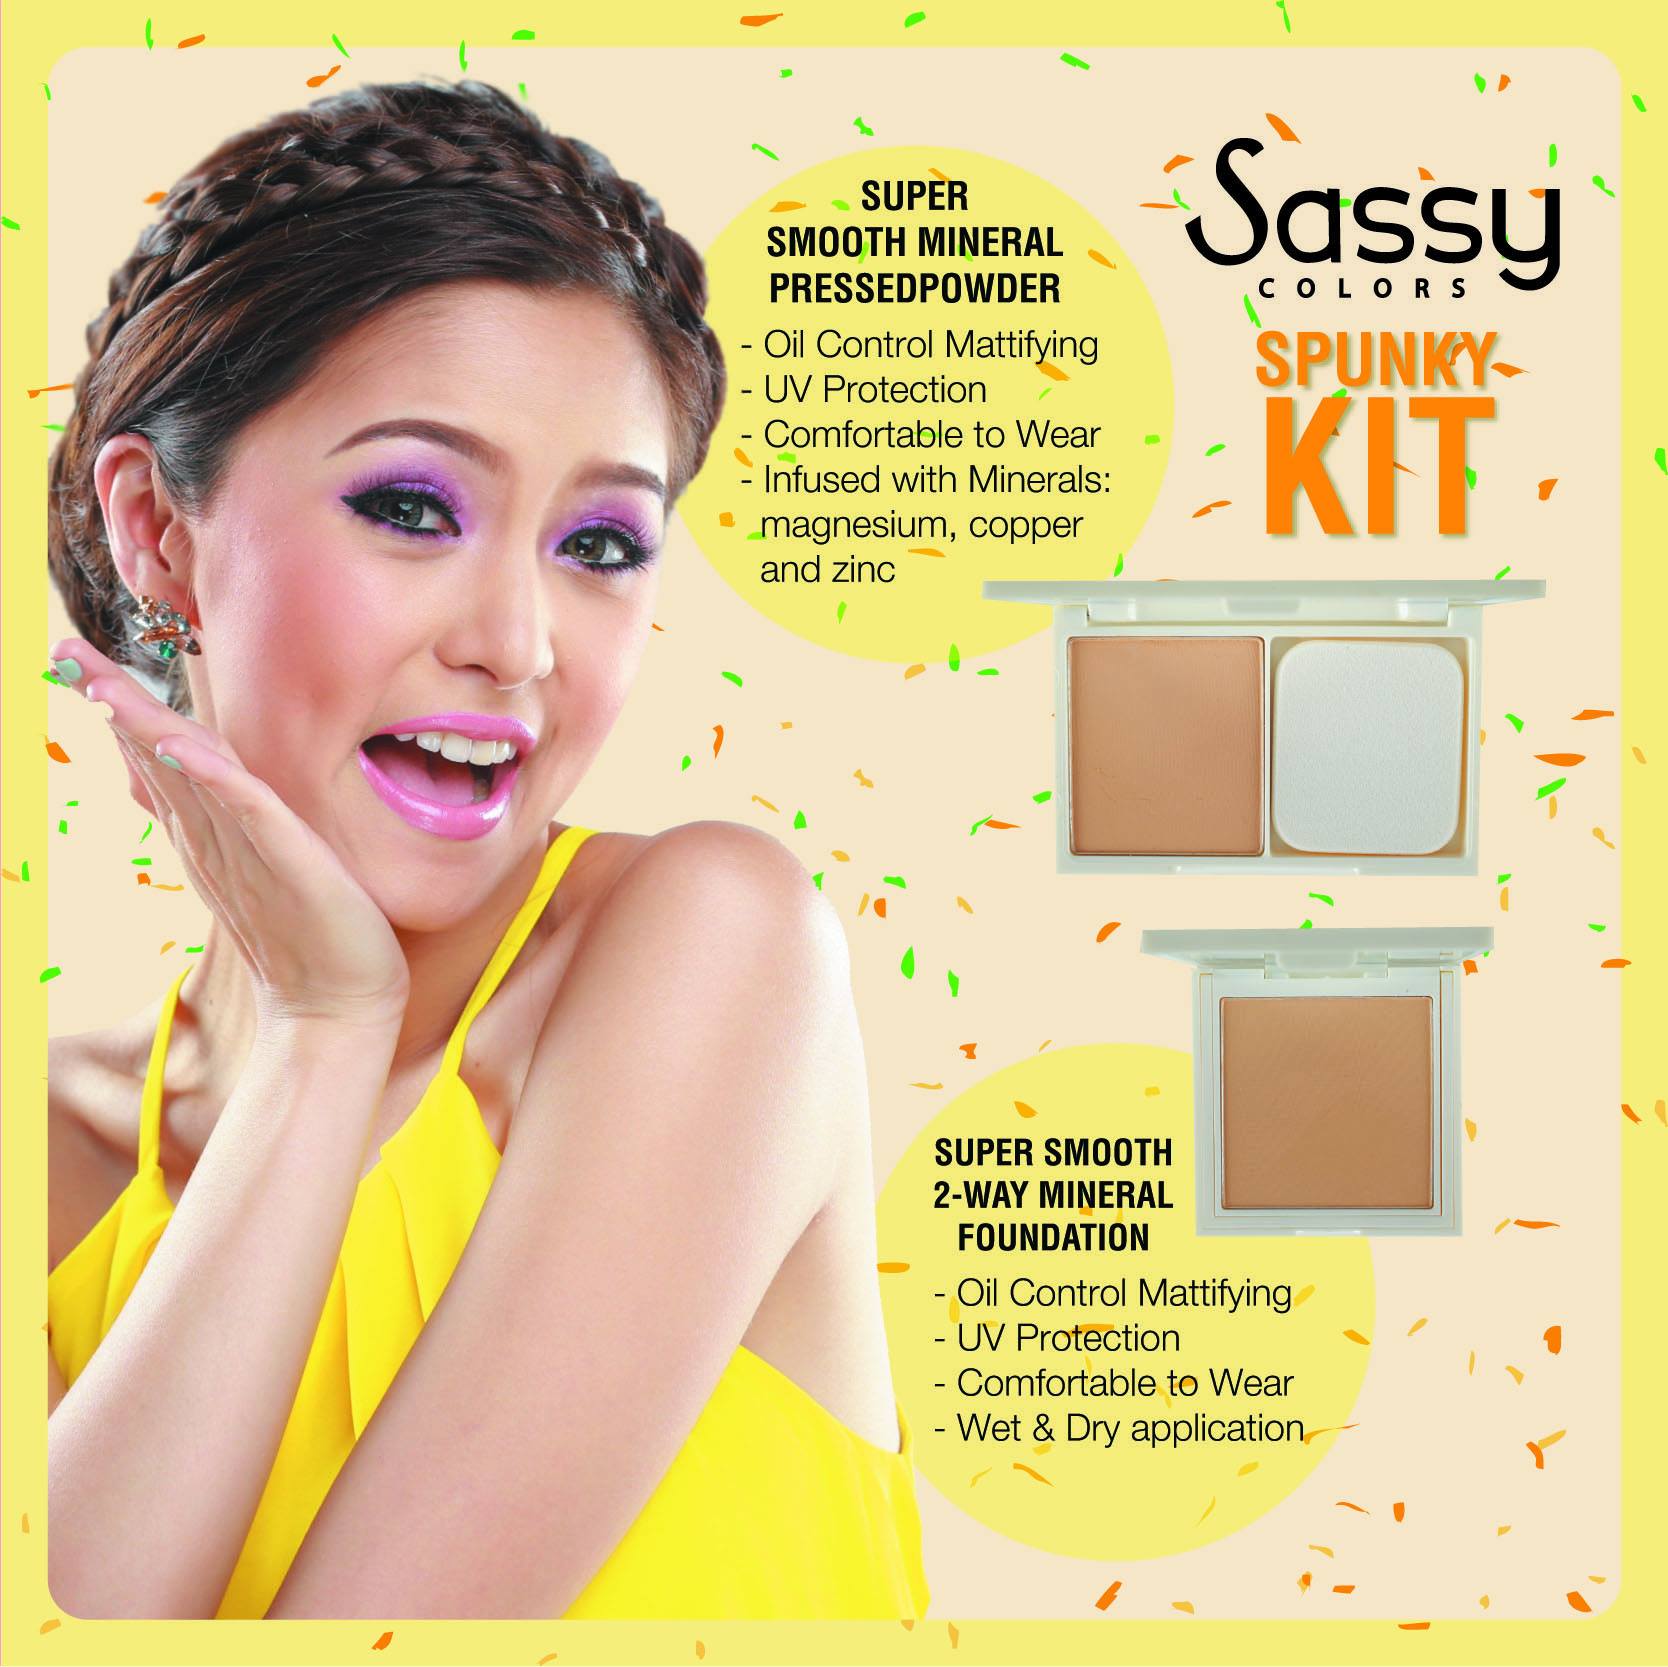 Sassy
COLORS
SPUNKY
KIT
SUPER
SMOOTH MINERAL
PRESSEDPOWDER
- Oil Control Mattifying
- UV Protection
- Comfortable to Wear
- Infused with Minerals:
magnesium, copper
and zinc
SUPER SMOOTH
2-WAY MINERAL
FOUNDATION
- Oil Control Mattifying
- UV Protection
- Comfortable to Wear
- Wet & Dry application